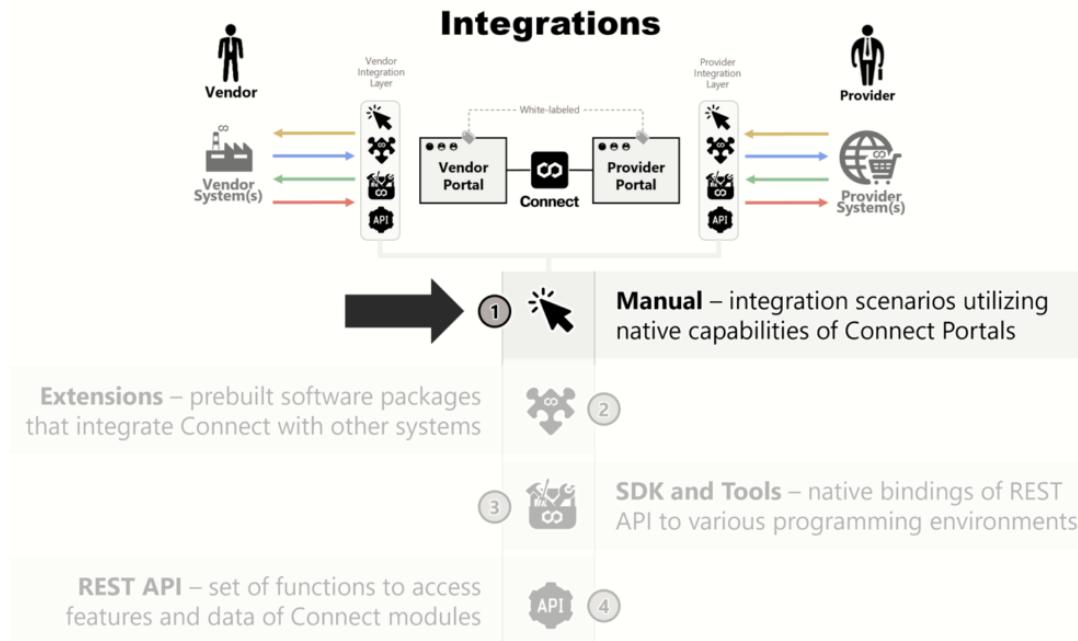 Integrations
Vendor
Vendor
Integration
Layer
Provider
Integration
Layer
Provider
White-labeled
Vendor
Portal
Provider
Portal
Connect
Vendor
System(s)
Provider
System(s)
API
API
1
Manual – integration scenarios utilizing
native capabilities of Connect Portals
Extensions – prebuilt software packages
that integrate Connect with other systems
2
3
SDK and Tools – native bindings of REST
API to various programming environments
REST API – set of functions to access
features and data of Connect modules
API
4